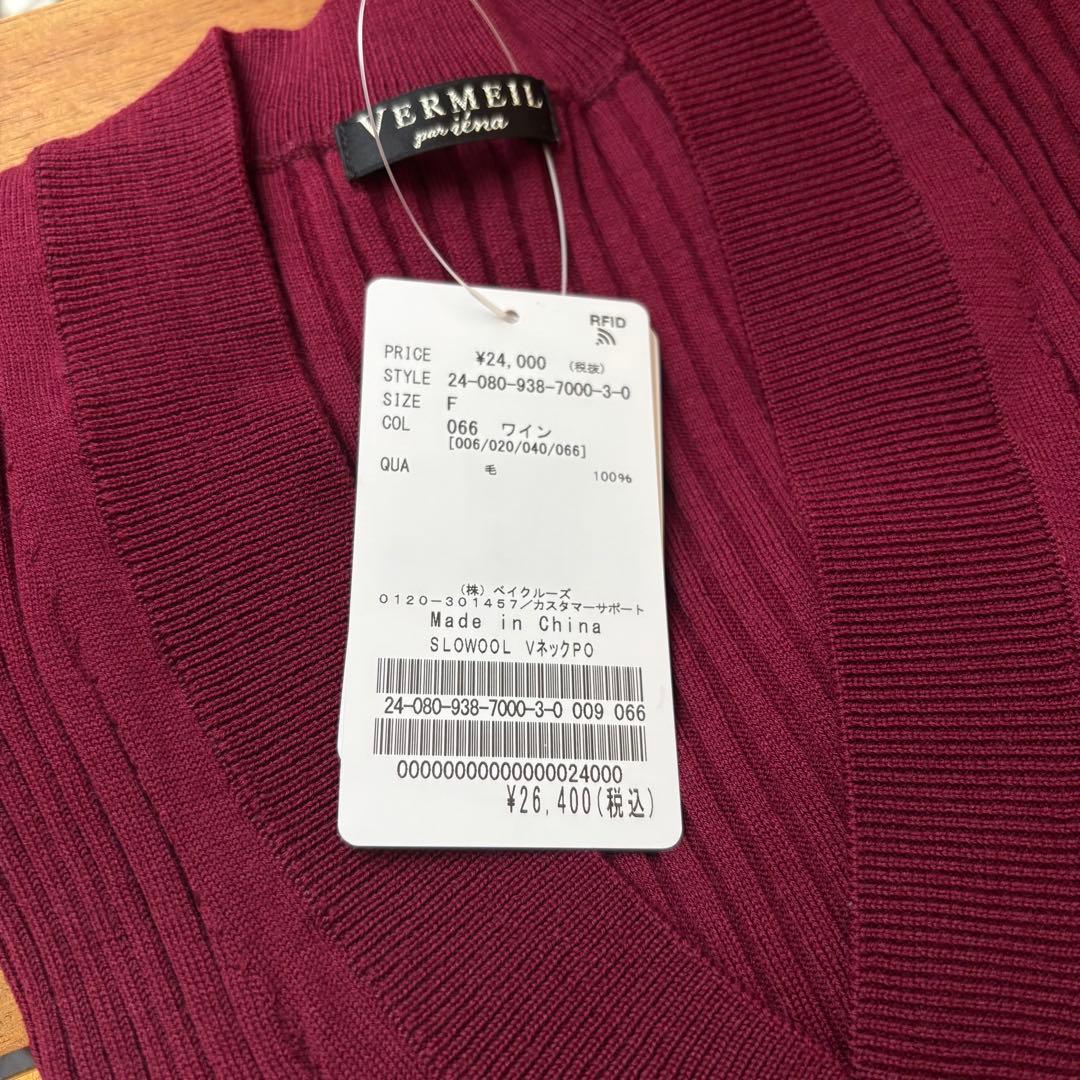 VERMEIL
par iéna
RFID
PRICE ¥24,000 (税抜)
STYLE 24-080-938-7000-3-0
SIZE F
COL 066 ワイン
[006/020/040/066]
QUA 毛 100%
(株) ベイクルーズ
0120-301457/カスタマーサポート
Made in China
SLOWOOL VネックPO
24-080-938-7000-3-0 009 066
00000000000000024000
¥26,400(税込)